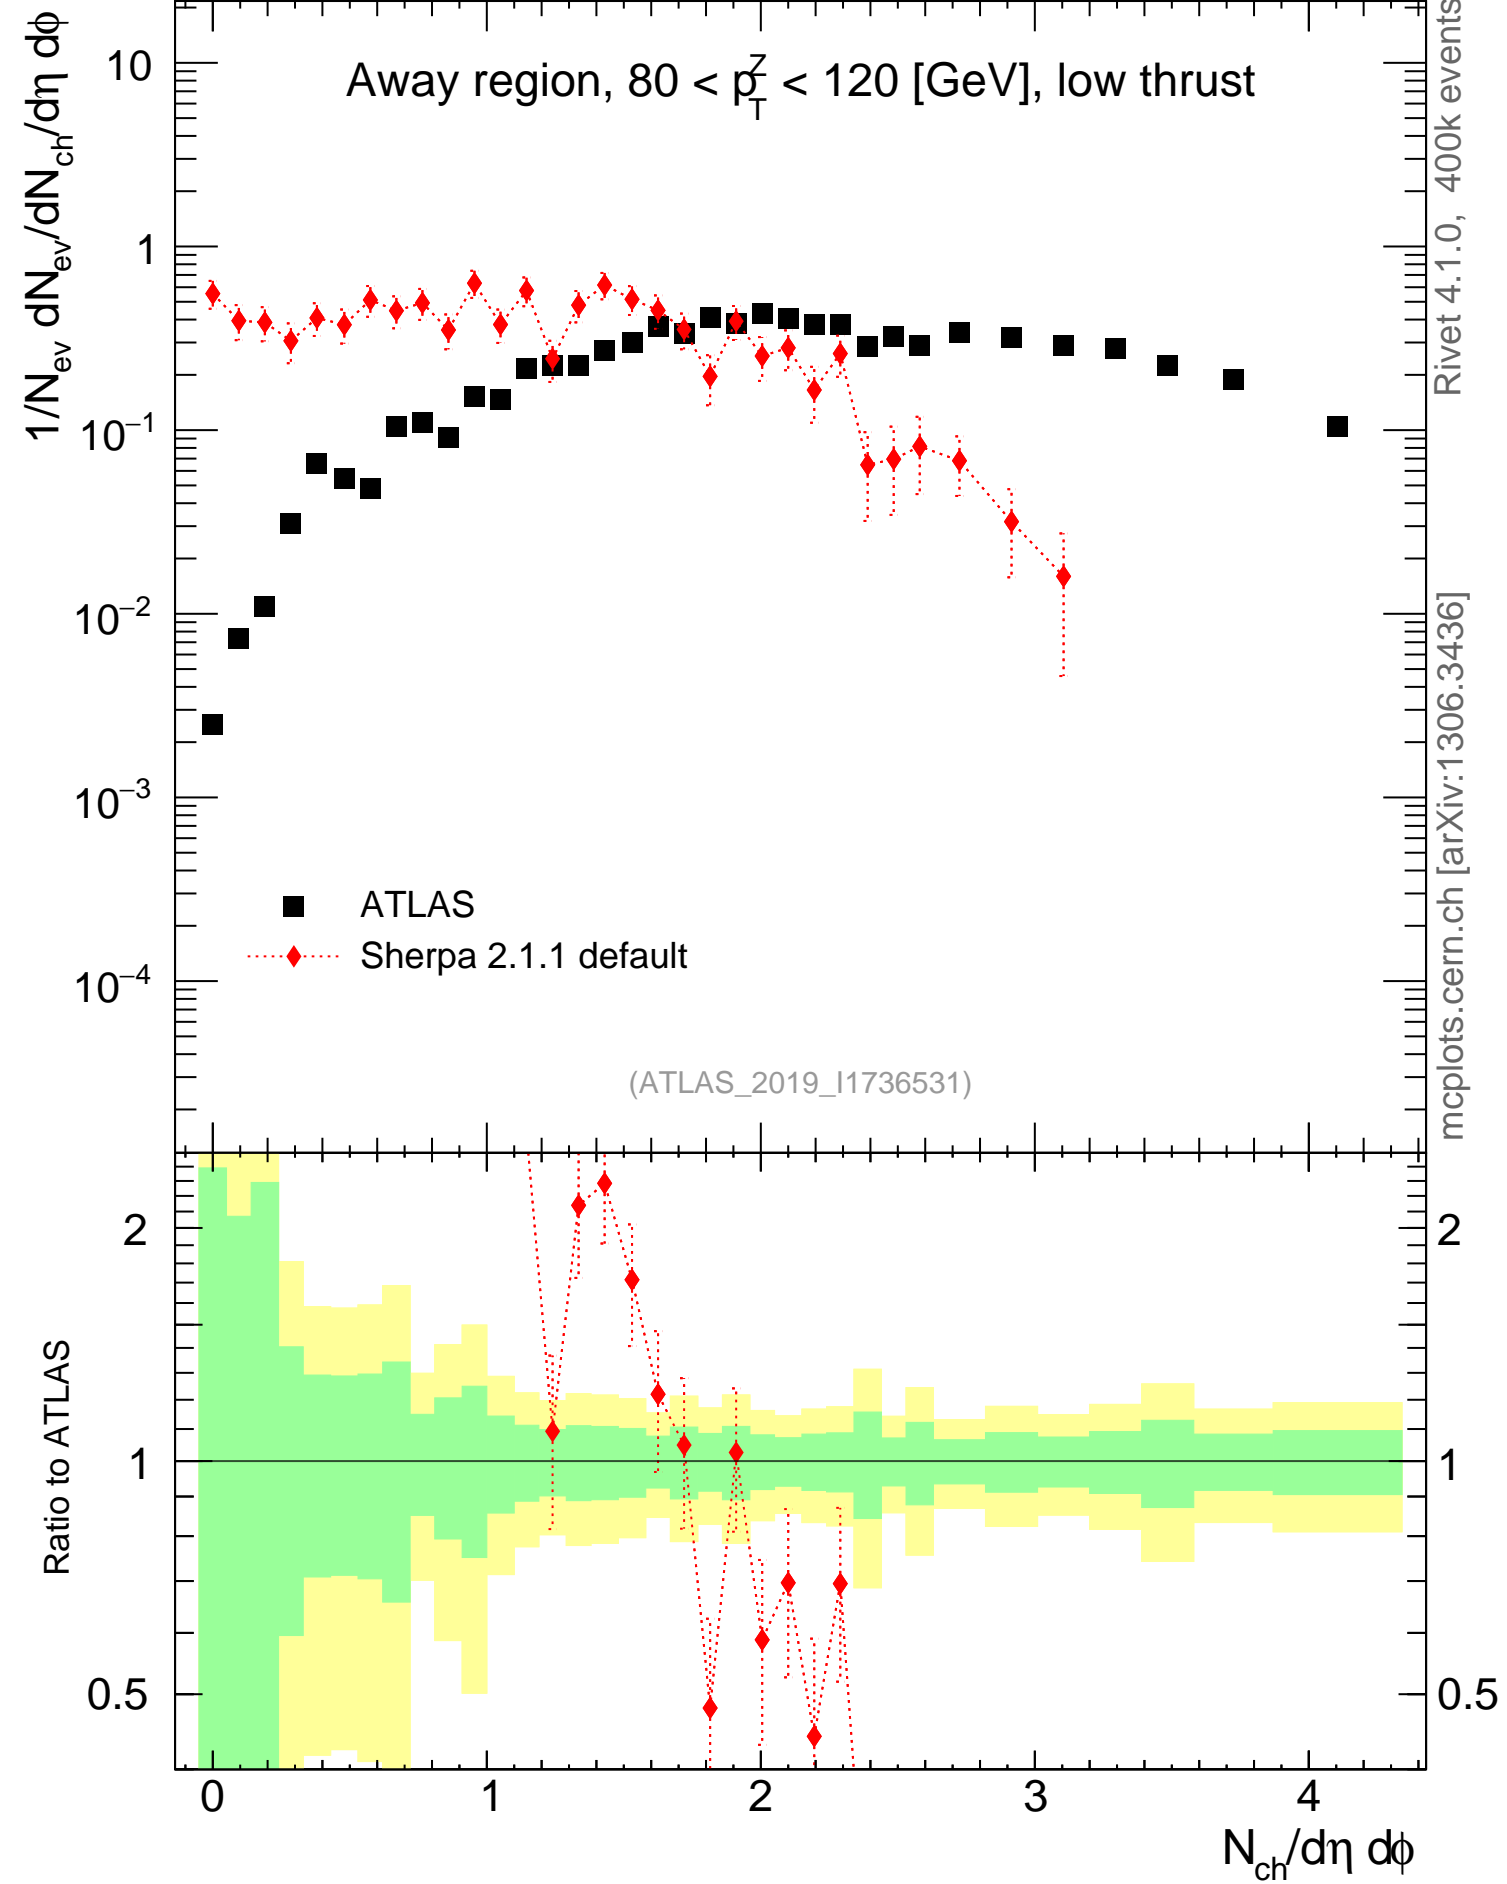 Away region, 80 < p_T^Z < 120 [GeV], low thrust
1/N_ev dN_ev/dN_ch/dη dϕ
10
1
10^−1
10^−2
10^−3
10^−4
ATLAS
Sherpa 2.1.1 default
(ATLAS_2019_I1736531)
Rivet 4.1.0, 400k events
mcplots.cern.ch [arXiv:1306.3436]
Ratio to ATLAS
2
1
0.5
2
1
0.5
0 1 2 3 4
N_ch/dη dϕ